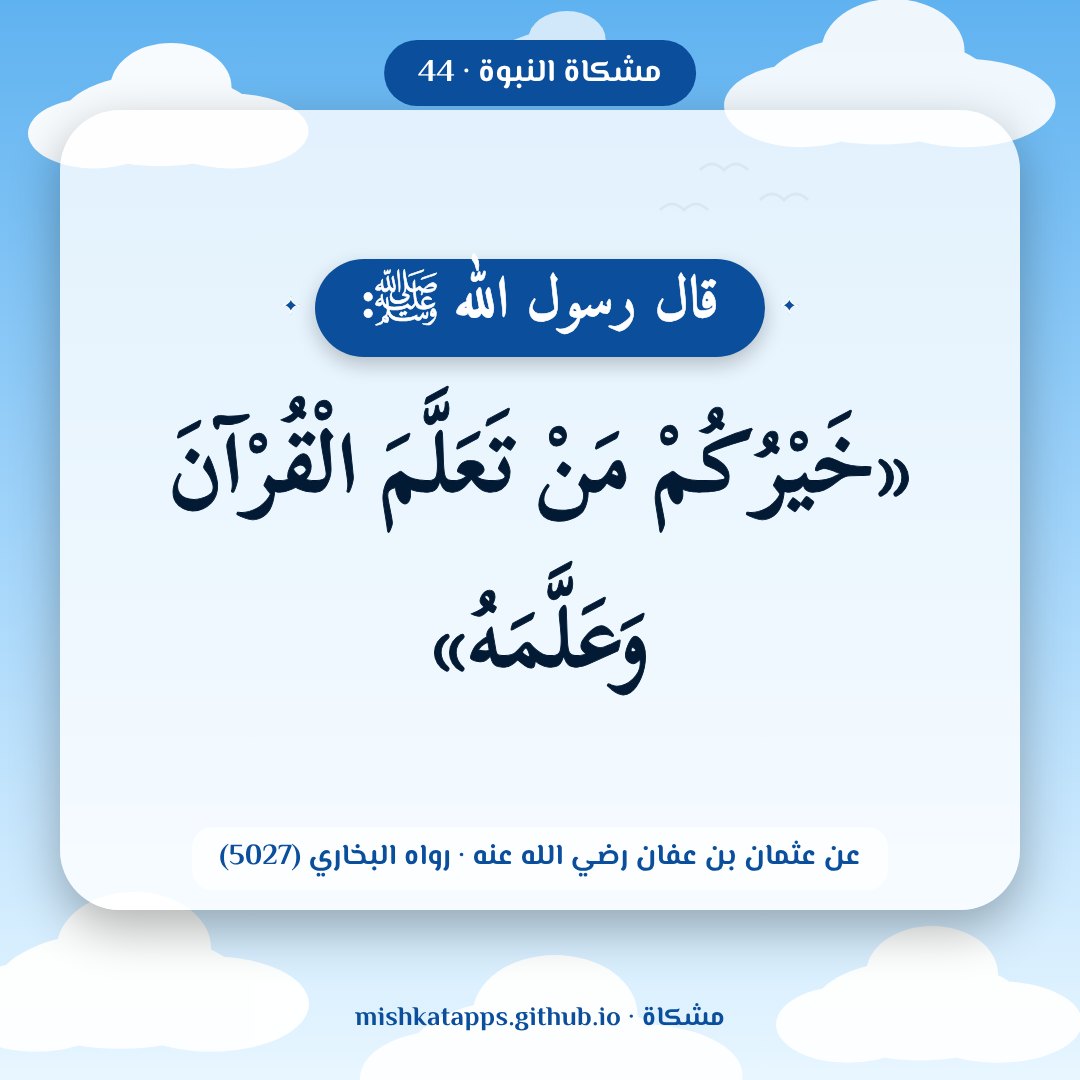 مشكاة النبوة · 44
قال رسول الله ﷺ:
«خَيْرُكُمْ مَنْ تَعَلَّمَ الْقُرْآنَ
وَعَلَّمَهُ»
عن عثمان بن عفان رضي الله عنه · رواه البخاري (5027)
مشكاة · mishkatapps.github.io